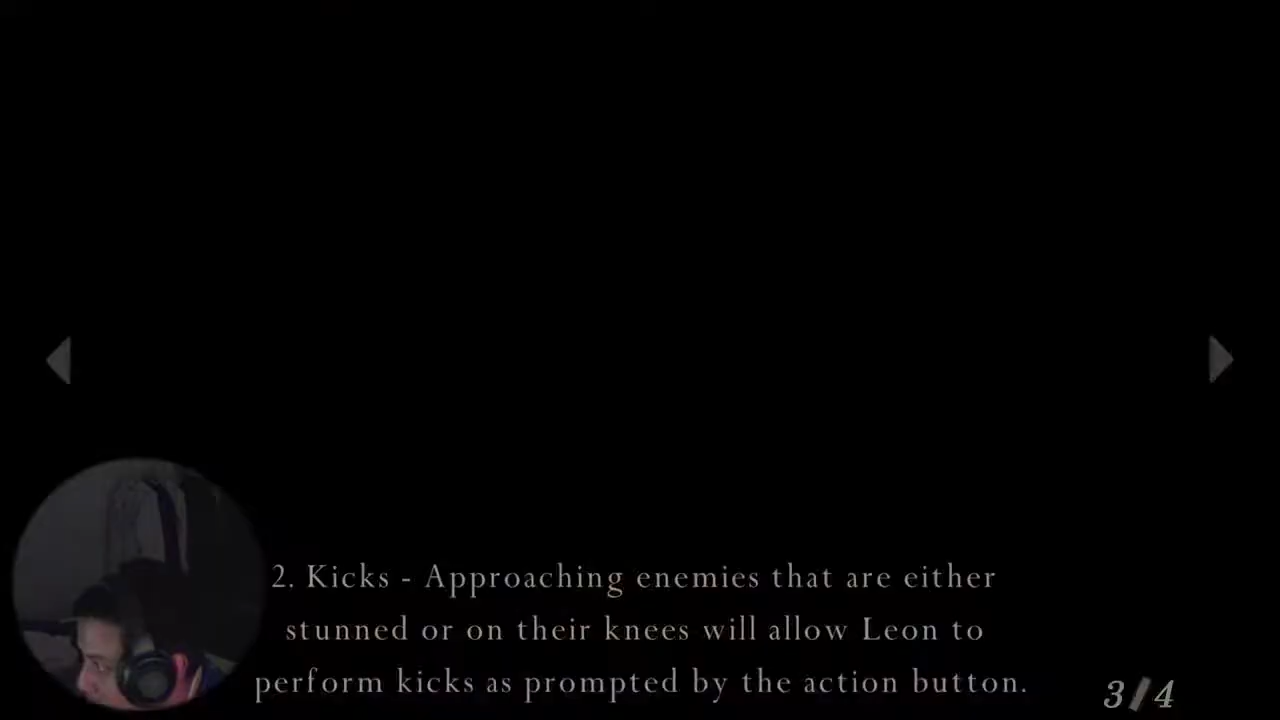 2. Kicks - Approaching enemies that are either
stunned or on their knees will allow Leon to
perform kicks as prompted by the action button.
3/4